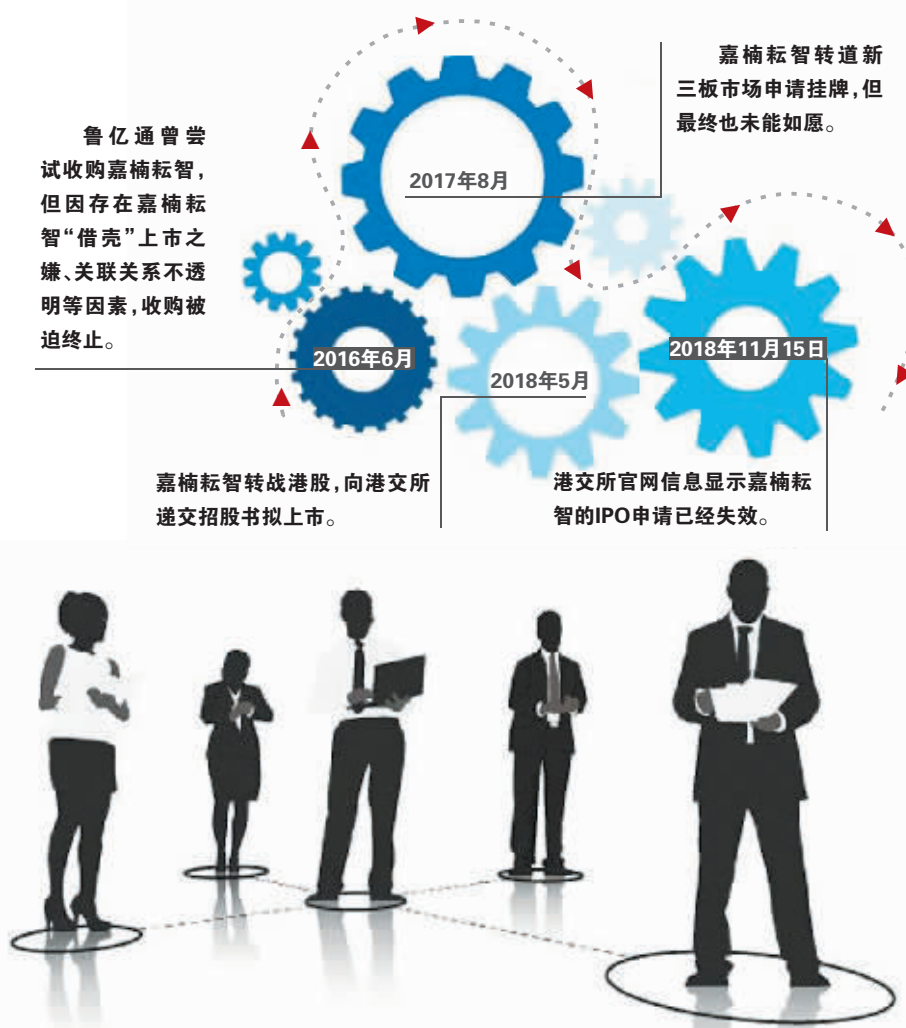 鲁亿通曾尝
试收购嘉楠耘智,
但因存在嘉楠耘
智“借壳”上市之
嫌、关联关系不透
明等因素,收购被
迫终止。
2016年6月
嘉楠耘智转道新
三板市场申请挂牌,但
最终也未能如愿。
2017年8月
2018年5月
嘉楠耘智转战港股,向港交所
递交招股书拟上市。
2018年11月15日
港交所官网信息显示嘉楠耘
智的IPO申请已经失效。